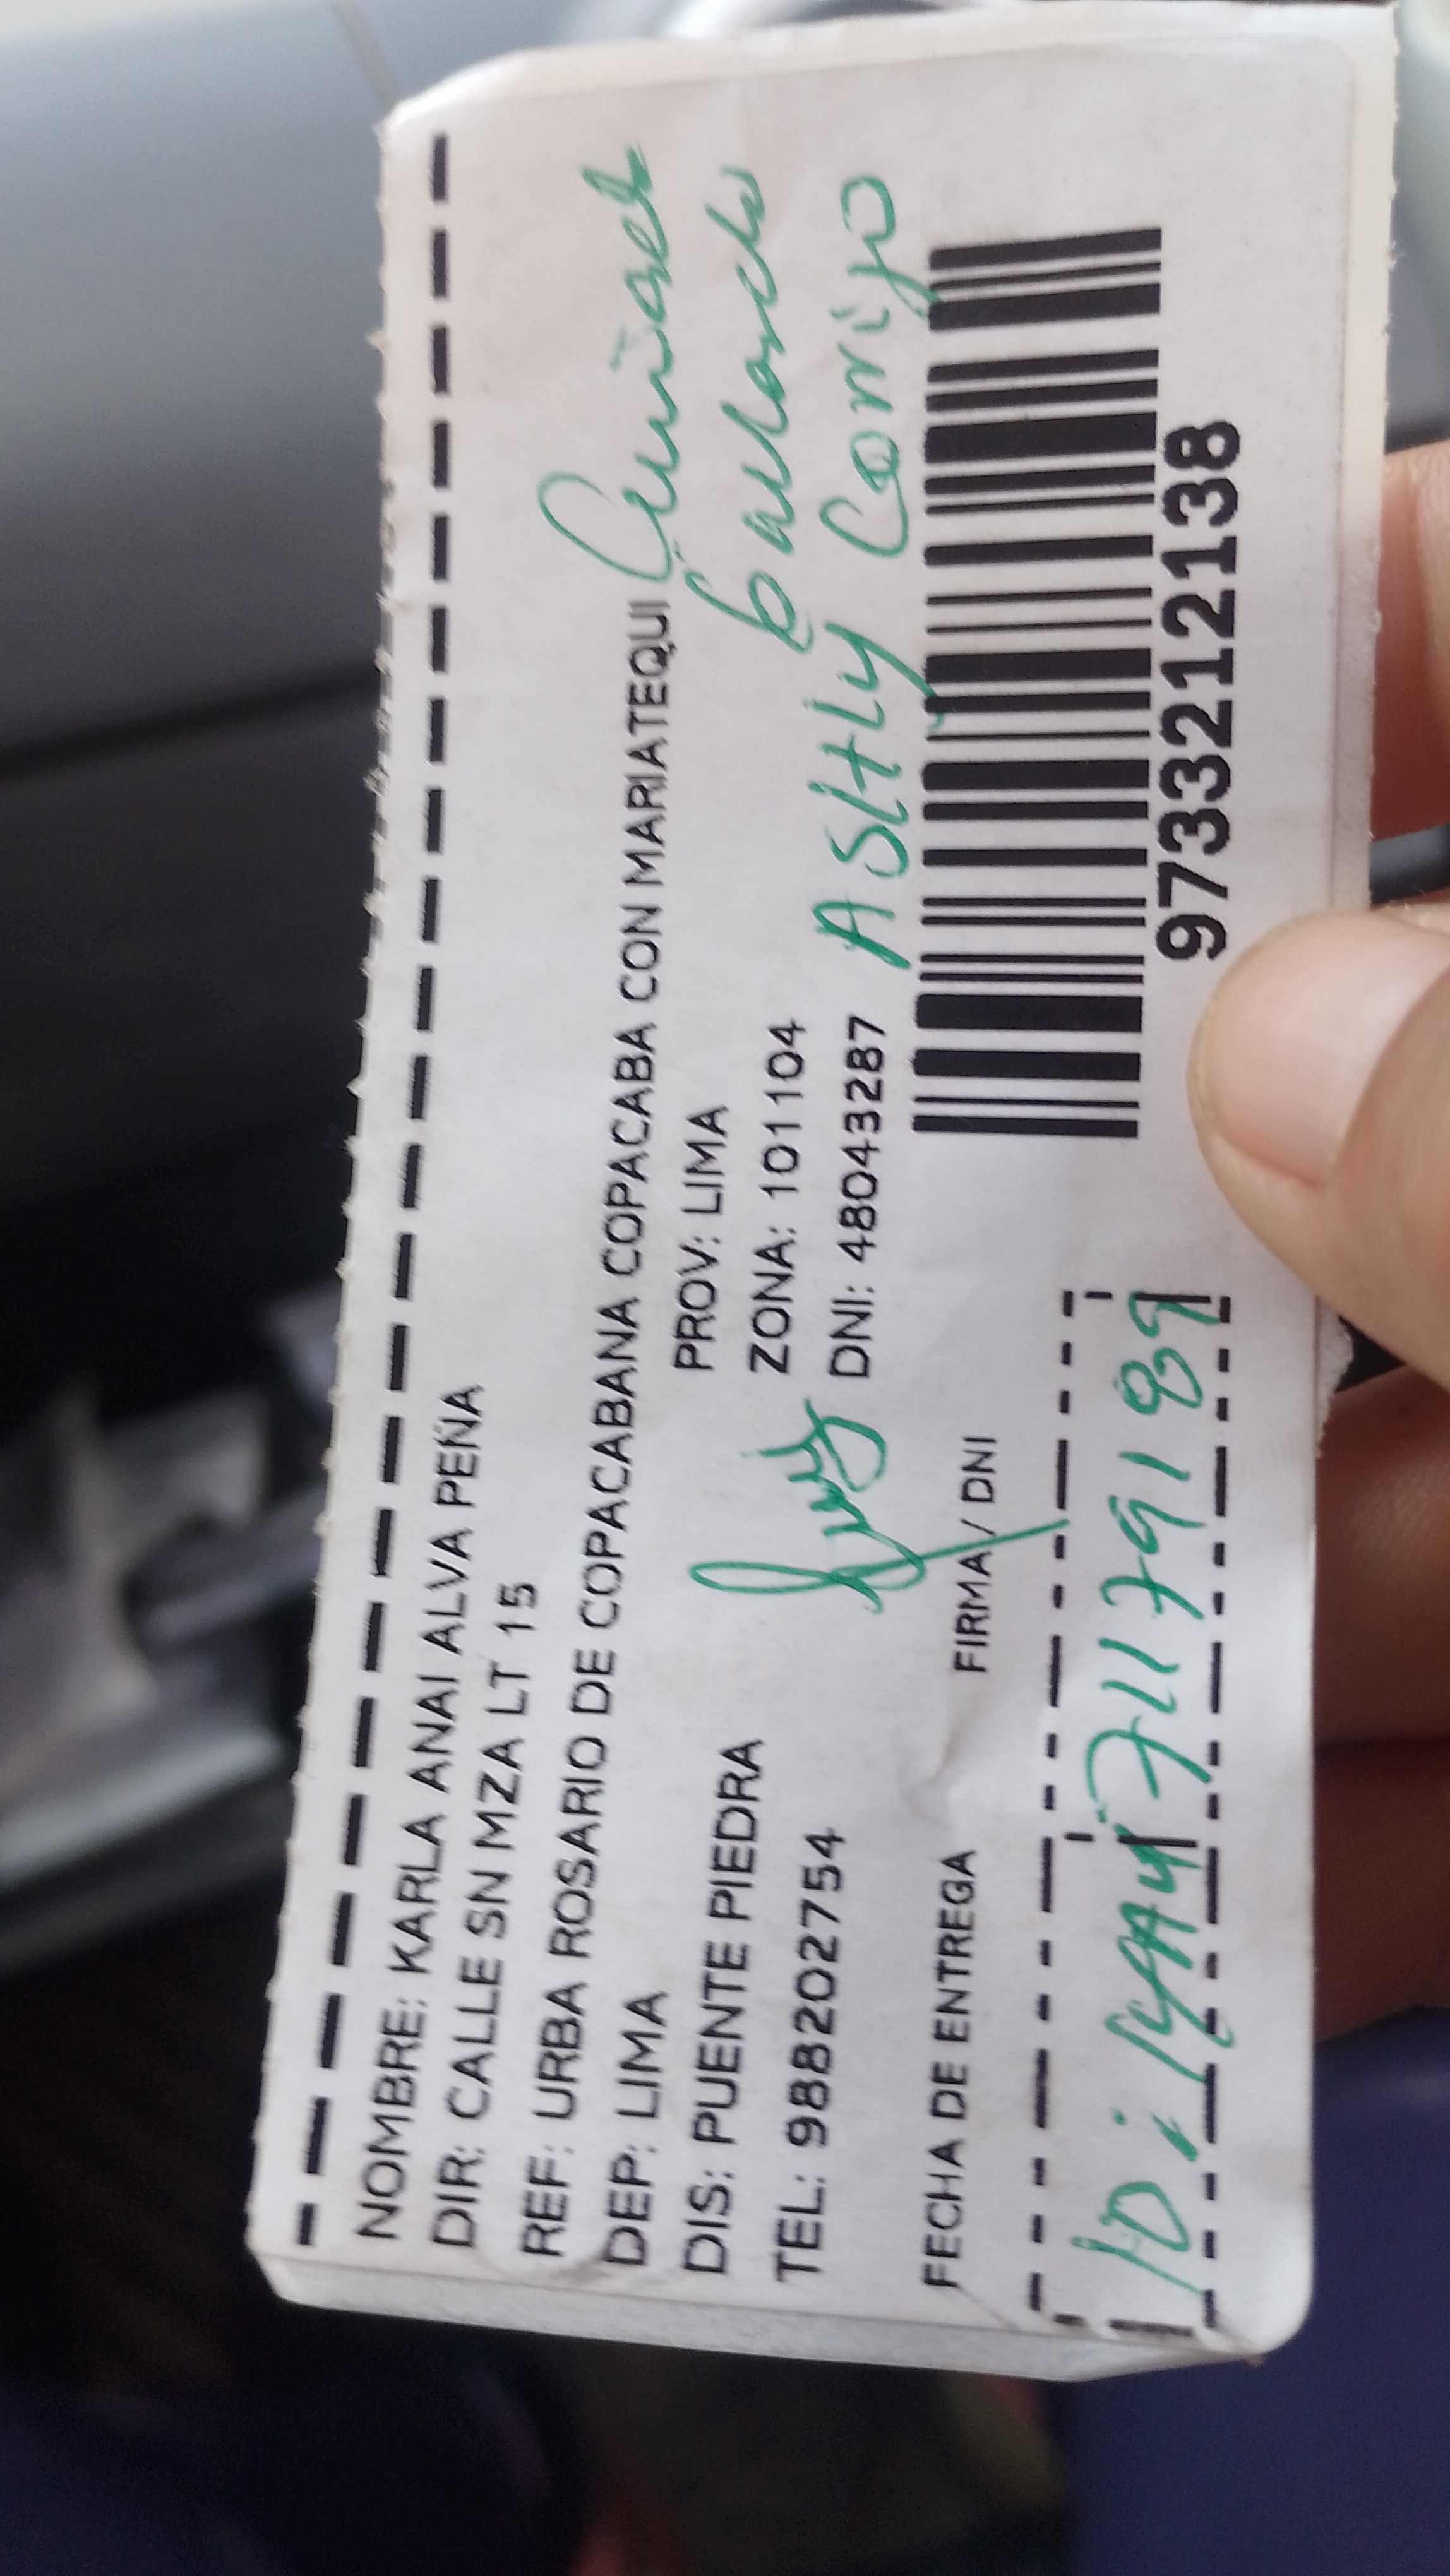 NOMBRE: KARLA ANAI ALVA PEÑA
DIR: CALLE SN MZA LT 15
REF: URBA ROSARIO DE COPACABANA COPACABA CON MARIATEQUI
DEP: LIMA PROV: LIMA
DIS: PUENTE PIEDRA ZONA: 101104
TEL: 988202754 DNI: 48043287 ASHLY Cornijo
FECHA DE ENTREGA FIRMA / DNI
9733212138
71179189